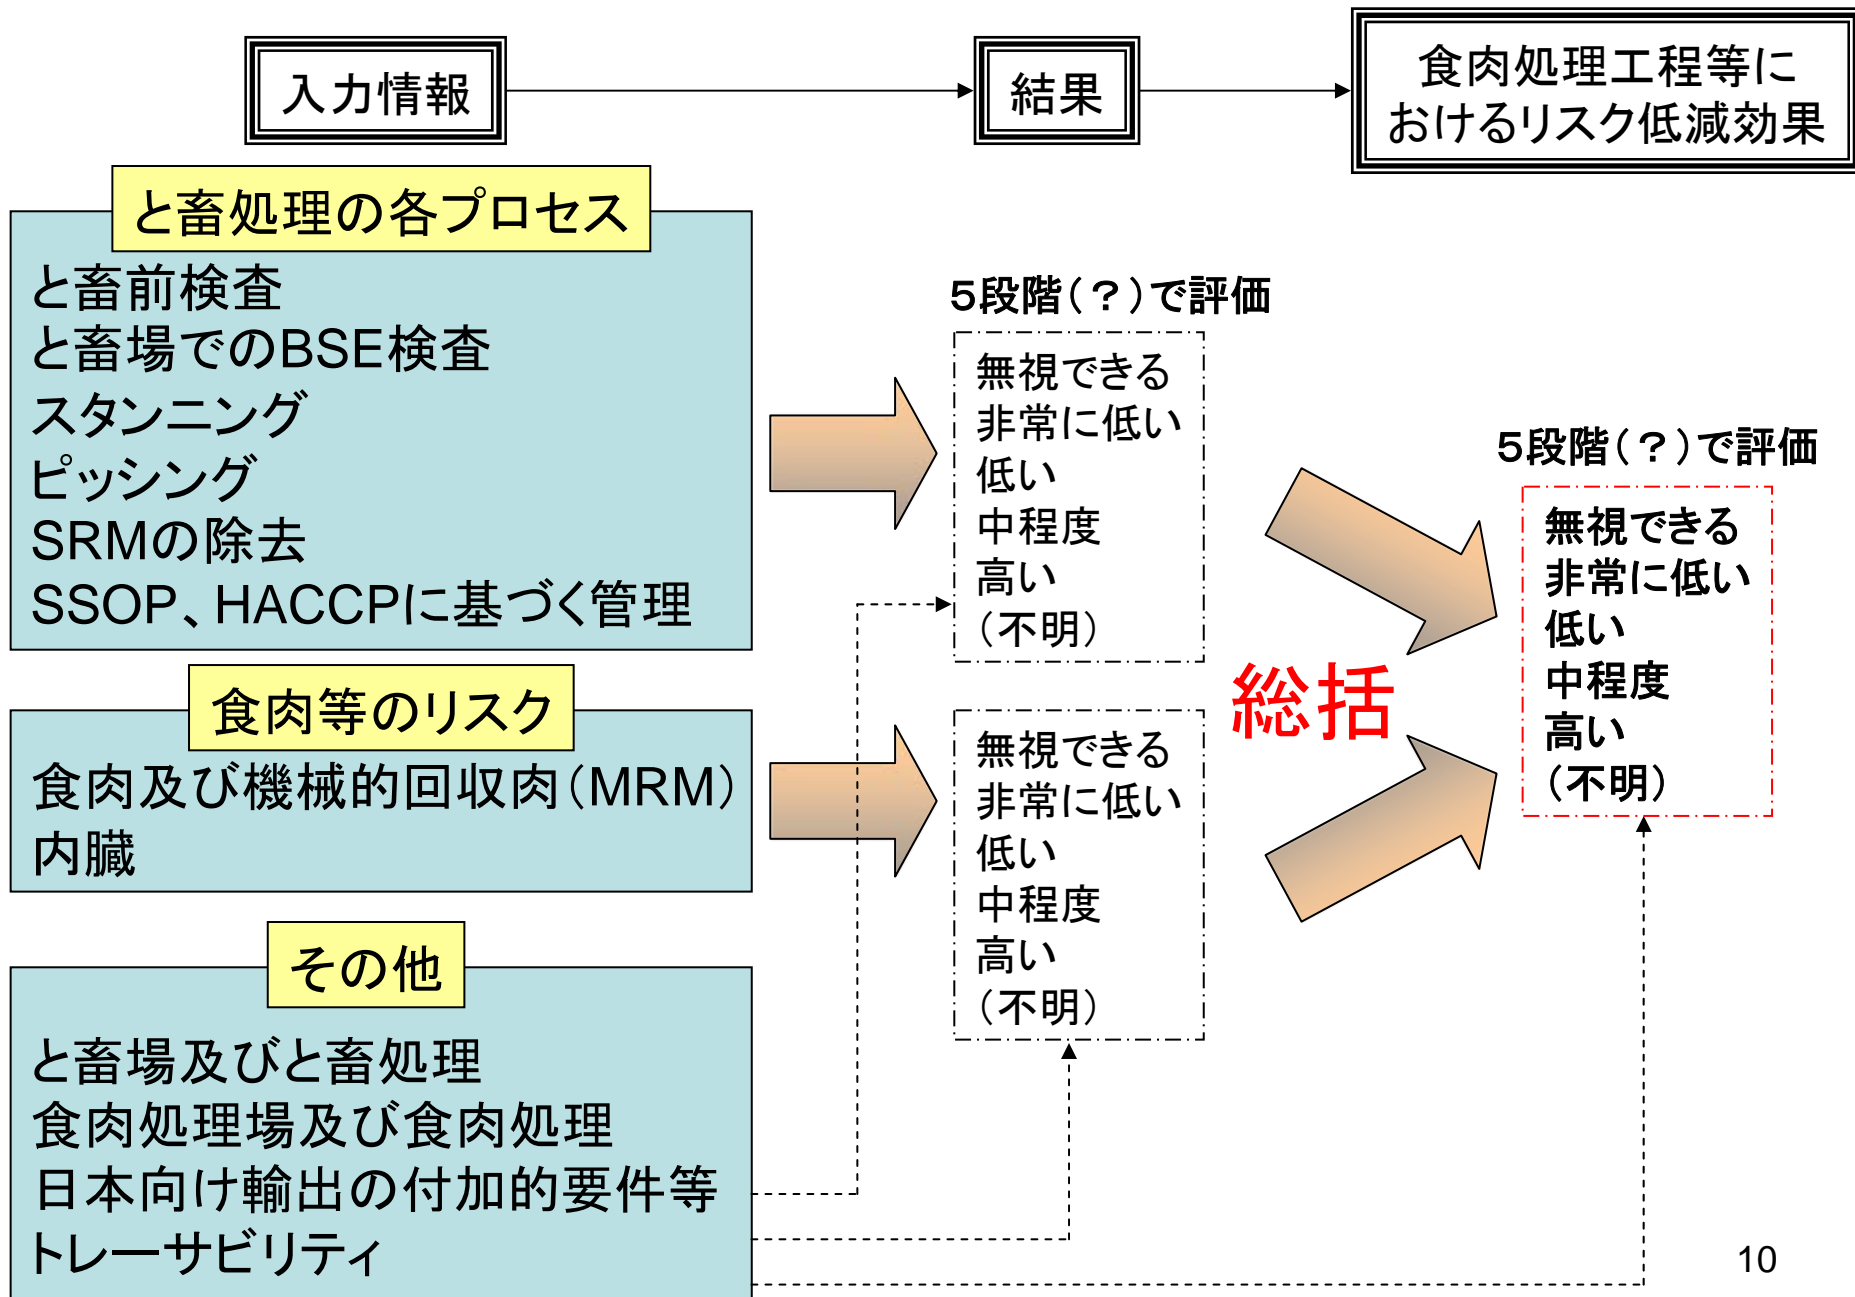 入力情報
結果
食肉処理工程等に
おけるリスク低減効果
と畜処理の各プロセス
と畜前検査
と畜場でのBSE検査
スタンニング
ピッシング
SRMの除去
SSOP、HACCPに基づく管理
5段階(?)で評価
無視できる
非常に低い
低い
中程度
高い
(不明)
食肉等のリスク
食肉及び機械的回収肉(MRM)
内臓
無視できる
非常に低い
低い
中程度
高い
(不明)
総括
5段階(?)で評価
無視できる
非常に低い
低い
中程度
高い
(不明)
その他
と畜場及びと畜処理
食肉処理場及び食肉処理
日本向け輸出の付加的要件等
トレーサビリティ
10